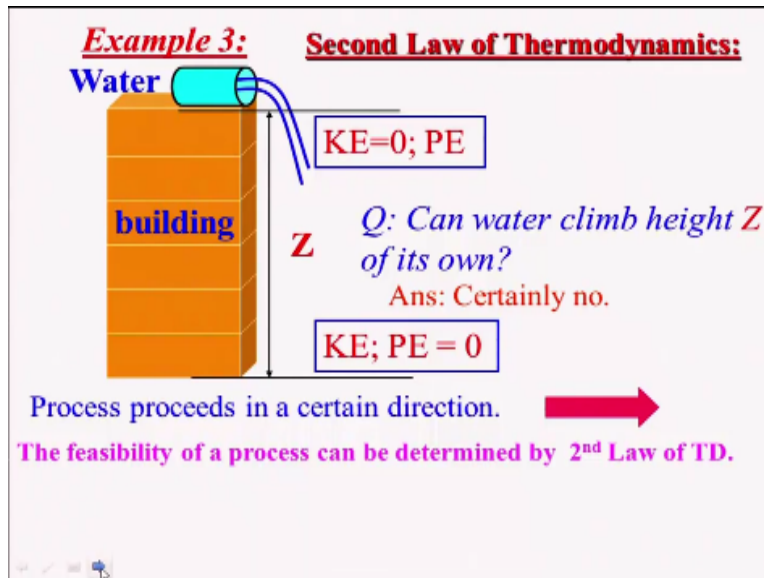 Example 3:
Second Law of Thermodynamics:
Water
KE=0; PE
building
Z
Q: Can water climb height Z
of its own?
Ans: Certainly no.
KE; PE = 0
Process proceeds in a certain direction.
The feasibility of a process can be determined by 2nd Law of TD.